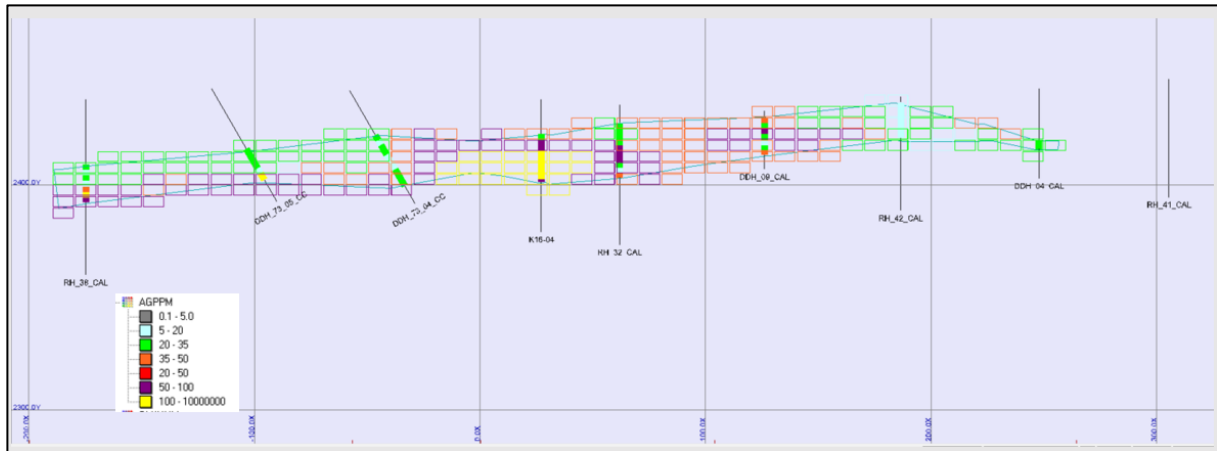 2400.0Y
RH_38_CAL
DDH_73_05_CC
DDH_73_04_CC
K16-04
RH_32_CAL
DDH_09_CAL
RH_42_CAL
DDH_04_CAL
RH_41_CAL
AGPPM
0.1 - 5.0
5 - 20
20 - 35
35 - 50
20 - 50
50 - 100
100 - 10000000
2300.0Y
0.0X
100.0X
200.0X
300.0X